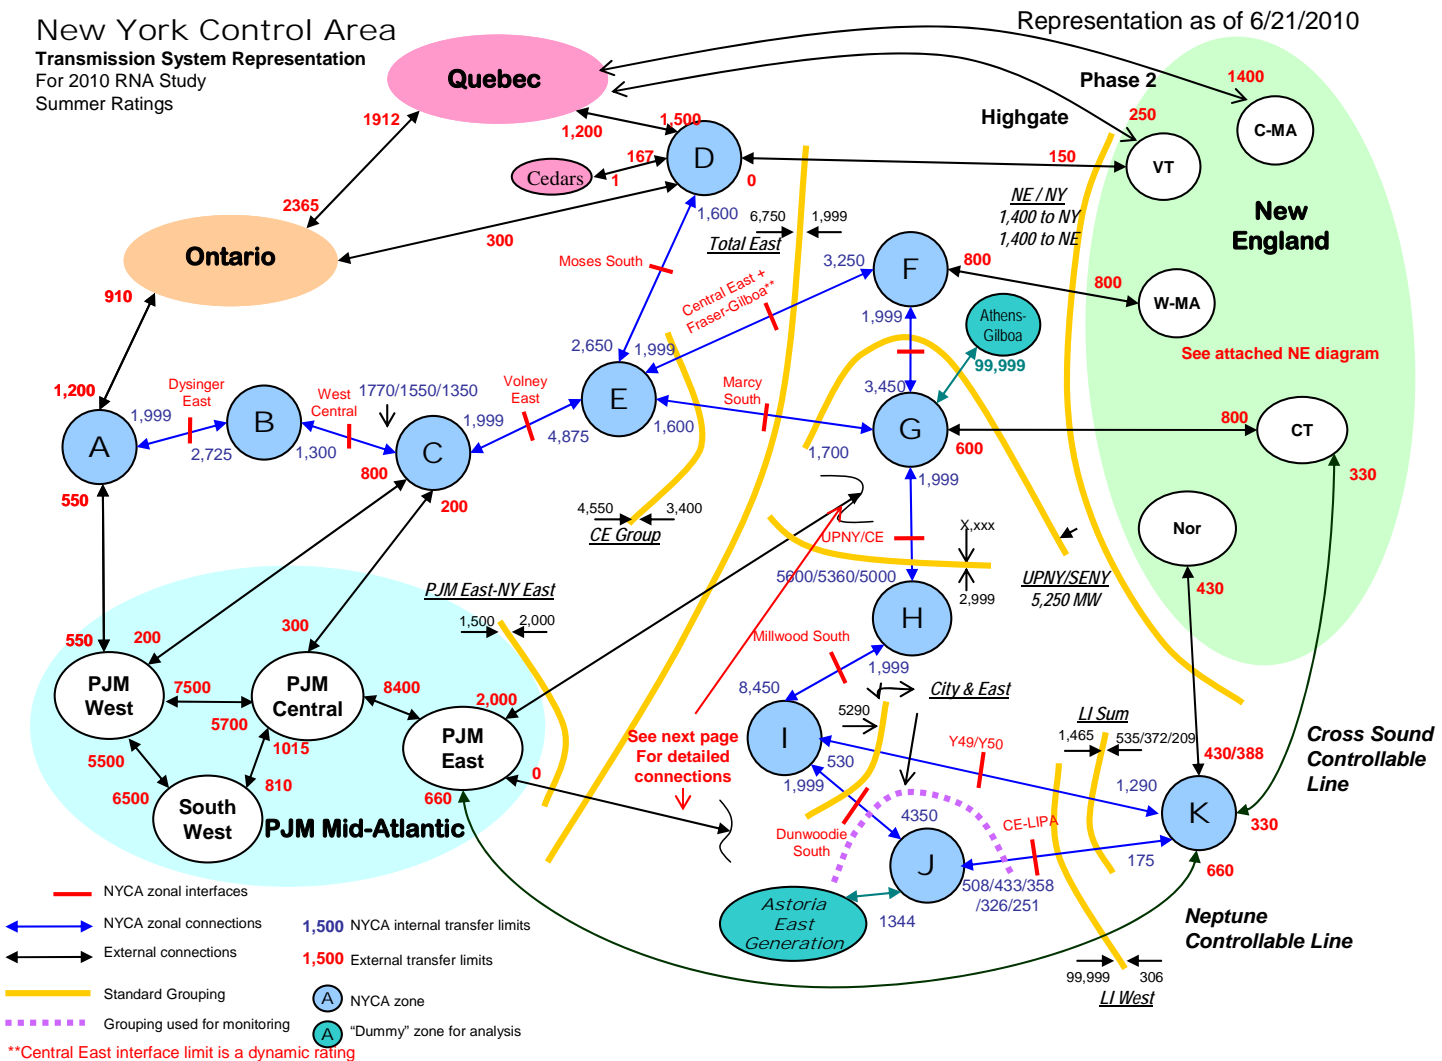 New York Control Area
Transmission System Representation
For 2010 RNA Study
Summer Ratings
Representation as of 6/21/2010
Quebec
Phase 2
1400
C-MA
Highgate
250
VT
1912
1,200
1,500
D
167
1
Cedars
0
150
NE / NY
1,400 to NY
1,400 to NE
New
England
2365
Ontario
300
1,600
6,750
1,999
Total East
Moses South
3,250
F
800
800
W-MA
Central East +
Fraser-Gilboa**
910
1,999
Athens-
Gilboa
99,999
See attached NE diagram
2,650
1,999
1,200
Dysinger
East
West
Central
1770/1550/1350
Volney
East
Marcy
South
3,450
A
1,999
2,725
B
1,300
C
1,999
4,875
E
1,600
1,700
G
600
800
CT
330
550
800
200
1,999
4,550
3,400
CE Group
UPNY/CE
X,xxx
Nor
430
5600/5360/5000
2,999
UPNY/SENY
5,250 MW
PJM East-NY East
1,500
2,000
H
Millwood South
1,999
550
200
300
PJM
West
7500
5700
PJM
Central
8400
2,000
PJM
East
8,450
5290
City & East
See next page
For detailed
connections
I
530
1,999
Y49/Y50
LI Sum
1,465
535/372/209
430/388
Cross Sound
Controllable
Line
1015
810
5500
6500
South
West
PJM Mid-Atlantic
660
0
1,290
K
330
Dunwoodie
South
4350
CE-LIPA
J
175
660
508/433/358
/326/251
Astoria
East
Generation
1344
Neptune
Controllable Line
99,999
306
LI West
NYCA zonal interfaces
NYCA zonal connections
1,500 NYCA internal transfer limits
External connections
1,500 External transfer limits
Standard Grouping
A NYCA zone
Grouping used for monitoring
A "Dummy" zone for analysis
**Central East interface limit is a dynamic rating